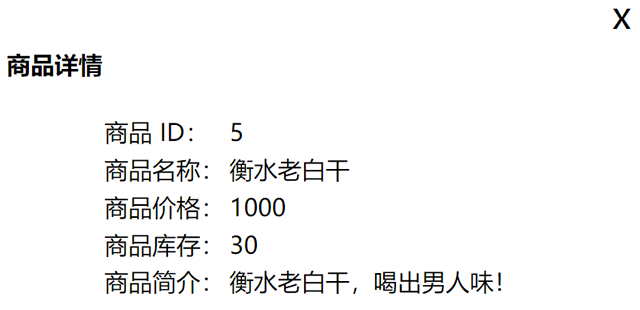 X
商品详情
商品 ID： 5
商品名称： 衡水老白干
商品价格： 1000
商品库存： 30
商品简介： 衡水老白干，喝出男人味！